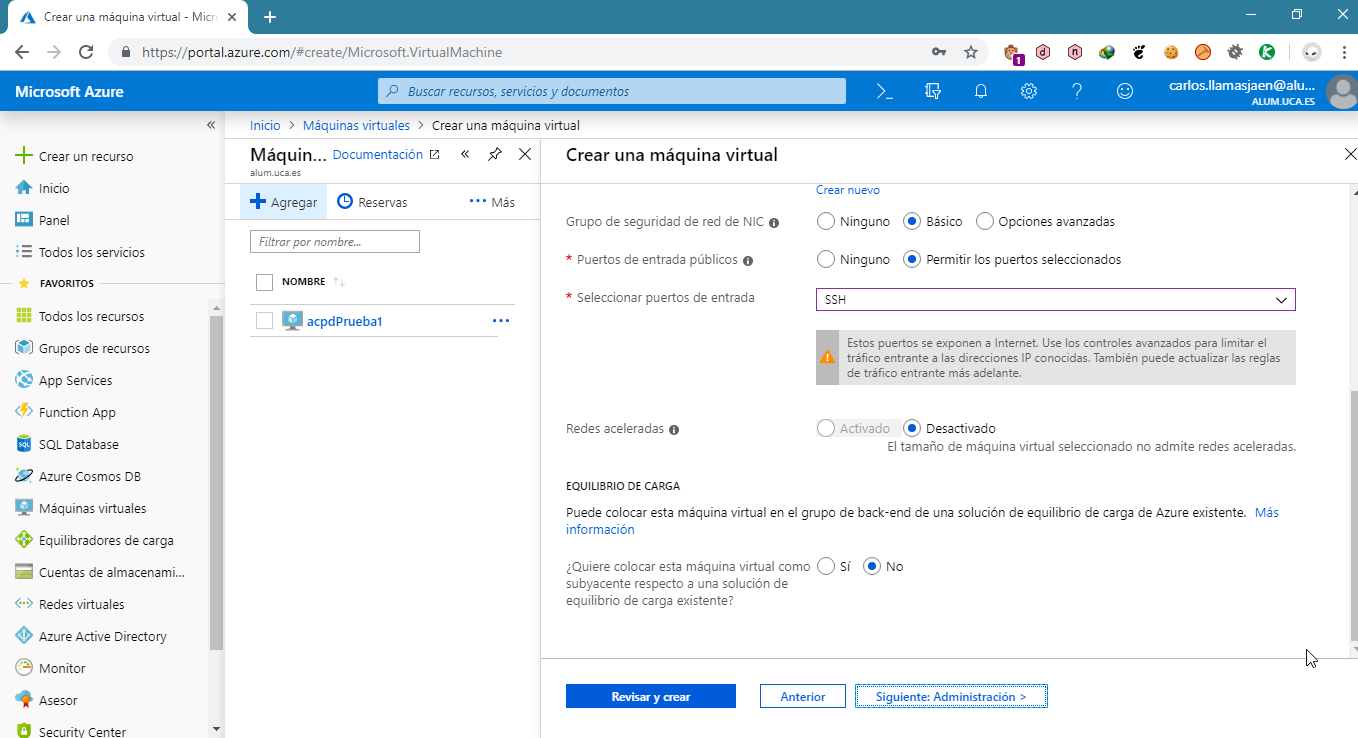 Crear una máquina virtual - Micr
https://portal.azure.com/#create/Microsoft.VirtualMachine
1
Microsoft Azure
Buscar recursos, servicios y documentos
carlos.llamasjaen@alu...
ALUM.UCA.ES
Crear un recurso
Inicio
Panel
Todos los servicios
FAVORITOS
Todos los recursos
Grupos de recursos
App Services
Function App
SQL Database
Azure Cosmos DB
Máquinas virtuales
Equilibradores de carga
Cuentas de almacenami...
Redes virtuales
Azure Active Directory
Monitor
Asesor
Security Center
Inicio > Máquinas virtuales > Crear una máquina virtual
Máquin... Documentación
alum.uca.es
Agregar Reservas ··· Más
Filtrar por nombre...
NOMBRE
acpdPrueba1 ···
Crear una máquina virtual
Crear nuevo
Grupo de seguridad de red de NIC Ninguno Básico Opciones avanzadas
* Puertos de entrada públicos Ninguno Permitir los puertos seleccionados
* Seleccionar puertos de entrada SSH
Estos puertos se exponen a Internet. Use los controles avanzados para limitar el
tráfico entrante a las direcciones IP conocidas. También puede actualizar las reglas
de tráfico entrante más adelante.
Redes aceleradas Activado Desactivado
El tamaño de máquina virtual seleccionado no admite redes aceleradas.
EQUILIBRIO DE CARGA
Puede colocar esta máquina virtual en el grupo de back-end de una solución de equilibrio de carga de Azure existente. Más
información
¿Quiere colocar esta máquina virtual como Sí No
subyacente respecto a una solución de
equilibrio de carga existente?
Revisar y crear Anterior Siguiente: Administración >